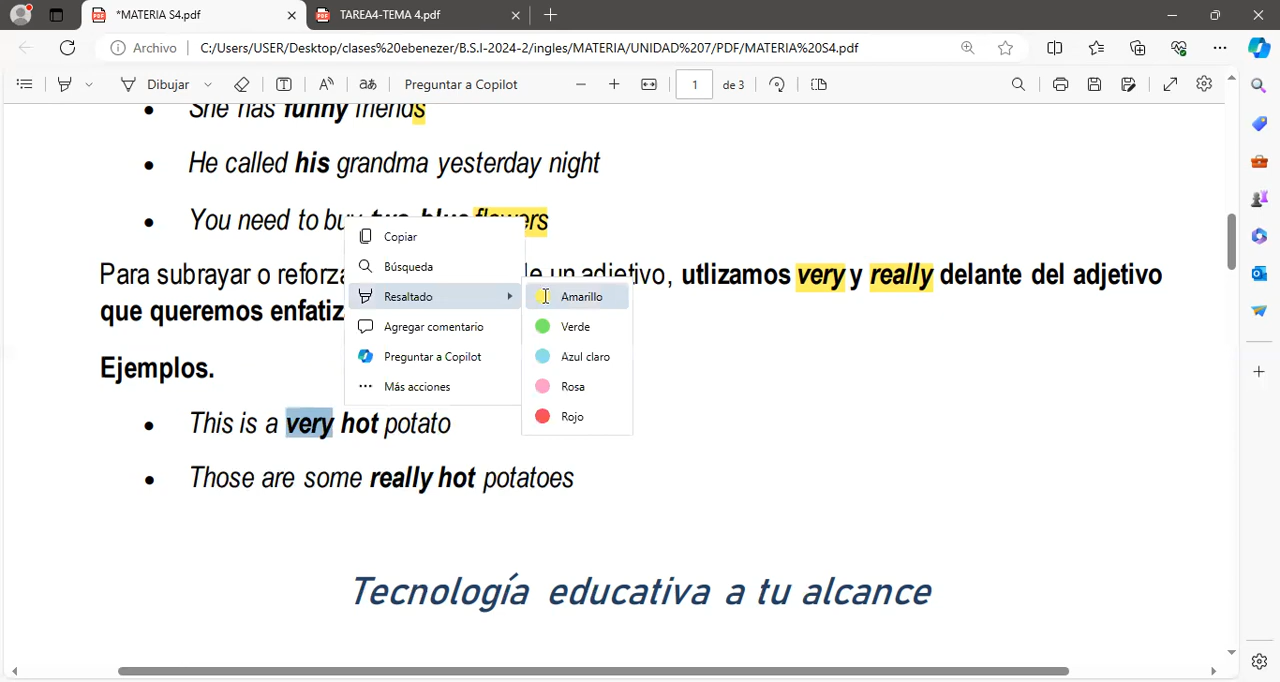 *MATERIA S4.pdf
TAREA4-TEMA 4.pdf
Archivo
C:/Users/USER/Desktop/clases%20ebenezer/B.S.I-2024-2/ingles/MATERIA/UNIDAD%207/PDF/MATERIA%20S4.pdf
Dibujar
aあ
Preguntar a Copilot
1 de 3
She has funny friends
He called his grandma yesterday night
You need to buy two blue flowers
Para subrayar o reforza de un adjetivo, utlizamos very y really delante del adjetivo
que queremos enfatiz
Copiar
Búsqueda
Resaltado
Agregar comentario
Preguntar a Copilot
Más acciones
Amarillo
Verde
Azul claro
Rosa
Rojo
Ejemplos.
This is a very hot potato
Those are some really hot potatoes
Tecnología educativa a tu alcance